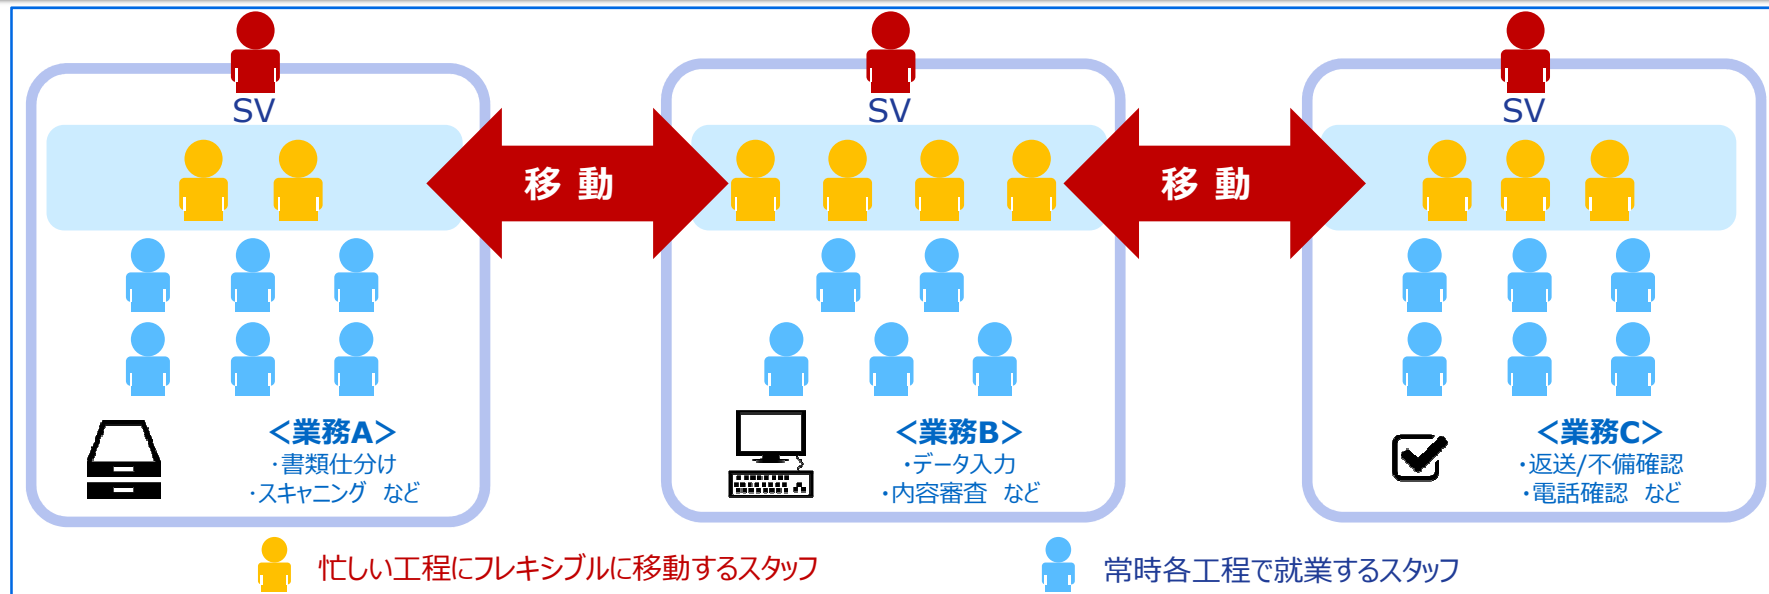 SV
SV
SV
移 動
移 動
＜業務A＞
・書類仕分け
・スキャニング など
＜業務B＞
・データ入力
・内容審査 など
＜業務C＞
・返送/不備確認
・電話確認 など
忙しい工程にフレキシブルに移動するスタッフ
常時各工程で就業するスタッフ